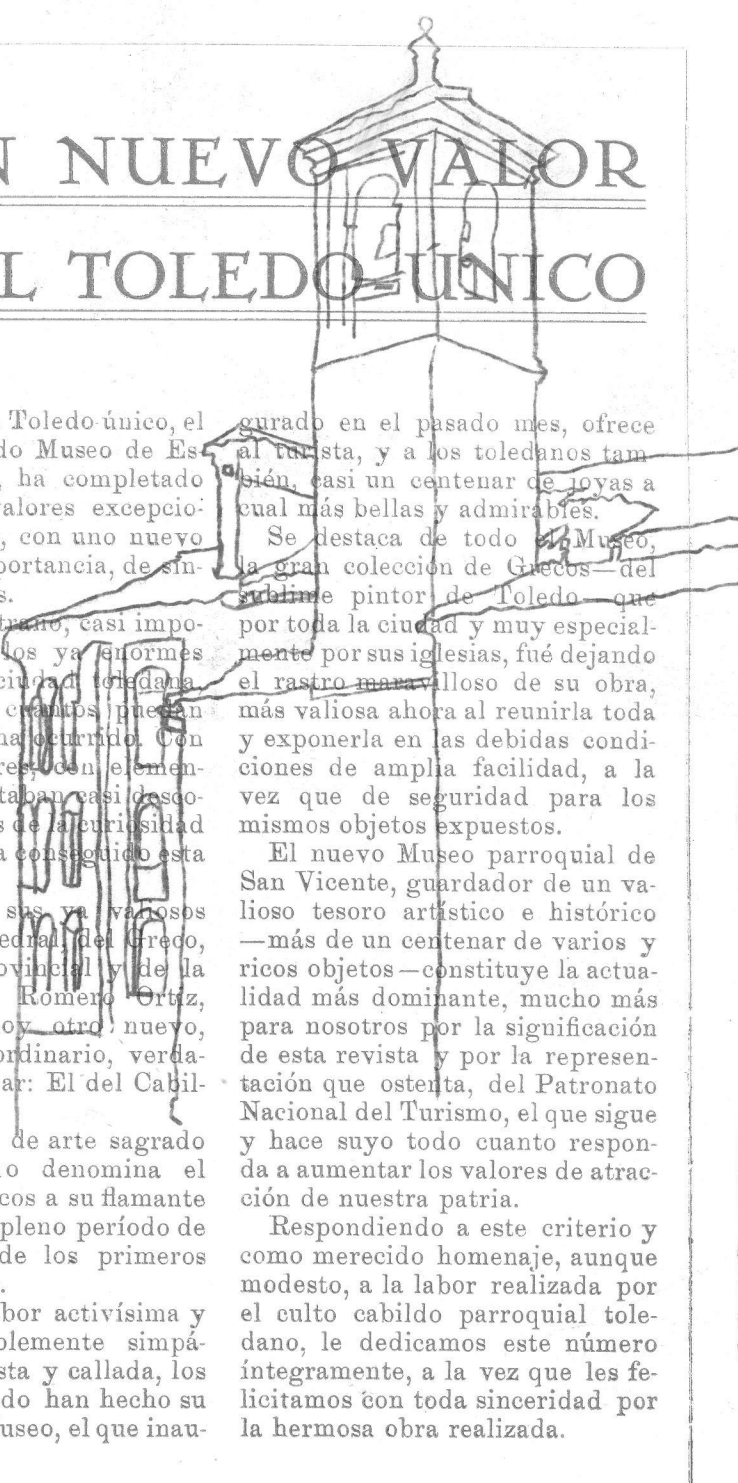 N NUEVO VALOR
L TOLEDO-UNICO
Toledo único, el
do Museo de Es-
, ha completado
valores excepcio-
, con uno nuevo
portancia, de sin-
s.
traño, casi impo-
los ya enormes
ciudad toledana.
cuantos puedan
ha ocurrido. Con
res, con elemen-
taban casi desco-
s de la curiosidad
a conseguido esta
sus ya valiosos
edral, del Greco,
ovincial y de la
Romero Ortiz,
oy otro nuevo,
ordinario, verda-
ar: El del Cabil-
de arte sagrado
o denomina el
cos a su flamante
pleno período de
de los primeros
.
bor activísima y
blemente simpá-
sta y callada, los
do han hecho su
useo, el que inau-
gurado en el pasado mes, ofrece
al turista, y a los toledanos tam-
bién, casi un centenar de joyas a
cual más bellas y admirables.
Se destaca de todo el Museo,
la gran colección de Grecos—del
sublime pintor de Toledo—que
por toda la ciudad y muy especial-
mente por sus iglesias, fué dejando
el rastro maravilloso de su obra,
más valiosa ahora al reunirla toda
y exponerla en las debidas condi-
ciones de amplia facilidad, a la
vez que de seguridad para los
mismos objetos expuestos.
El nuevo Museo parroquial de
San Vicente, guardador de un va-
lioso tesoro artístico e histórico
—más de un centenar de varios y
ricos objetos—constituye la actua-
lidad más dominante, mucho más
para nosotros por la significación
de esta revista y por la represen-
tación que ostenta, del Patronato
Nacional del Turismo, el que sigue
y hace suyo todo cuanto respon-
da a aumentar los valores de atrac-
ción de nuestra patria.
Respondiendo a este criterio y
como merecido homenaje, aunque
modesto, a la labor realizada por
el culto cabildo parroquial tole-
dano, le dedicamos este número
íntegramente, a la vez que les fe-
licitamos con toda sinceridad por
la hermosa obra realizada.